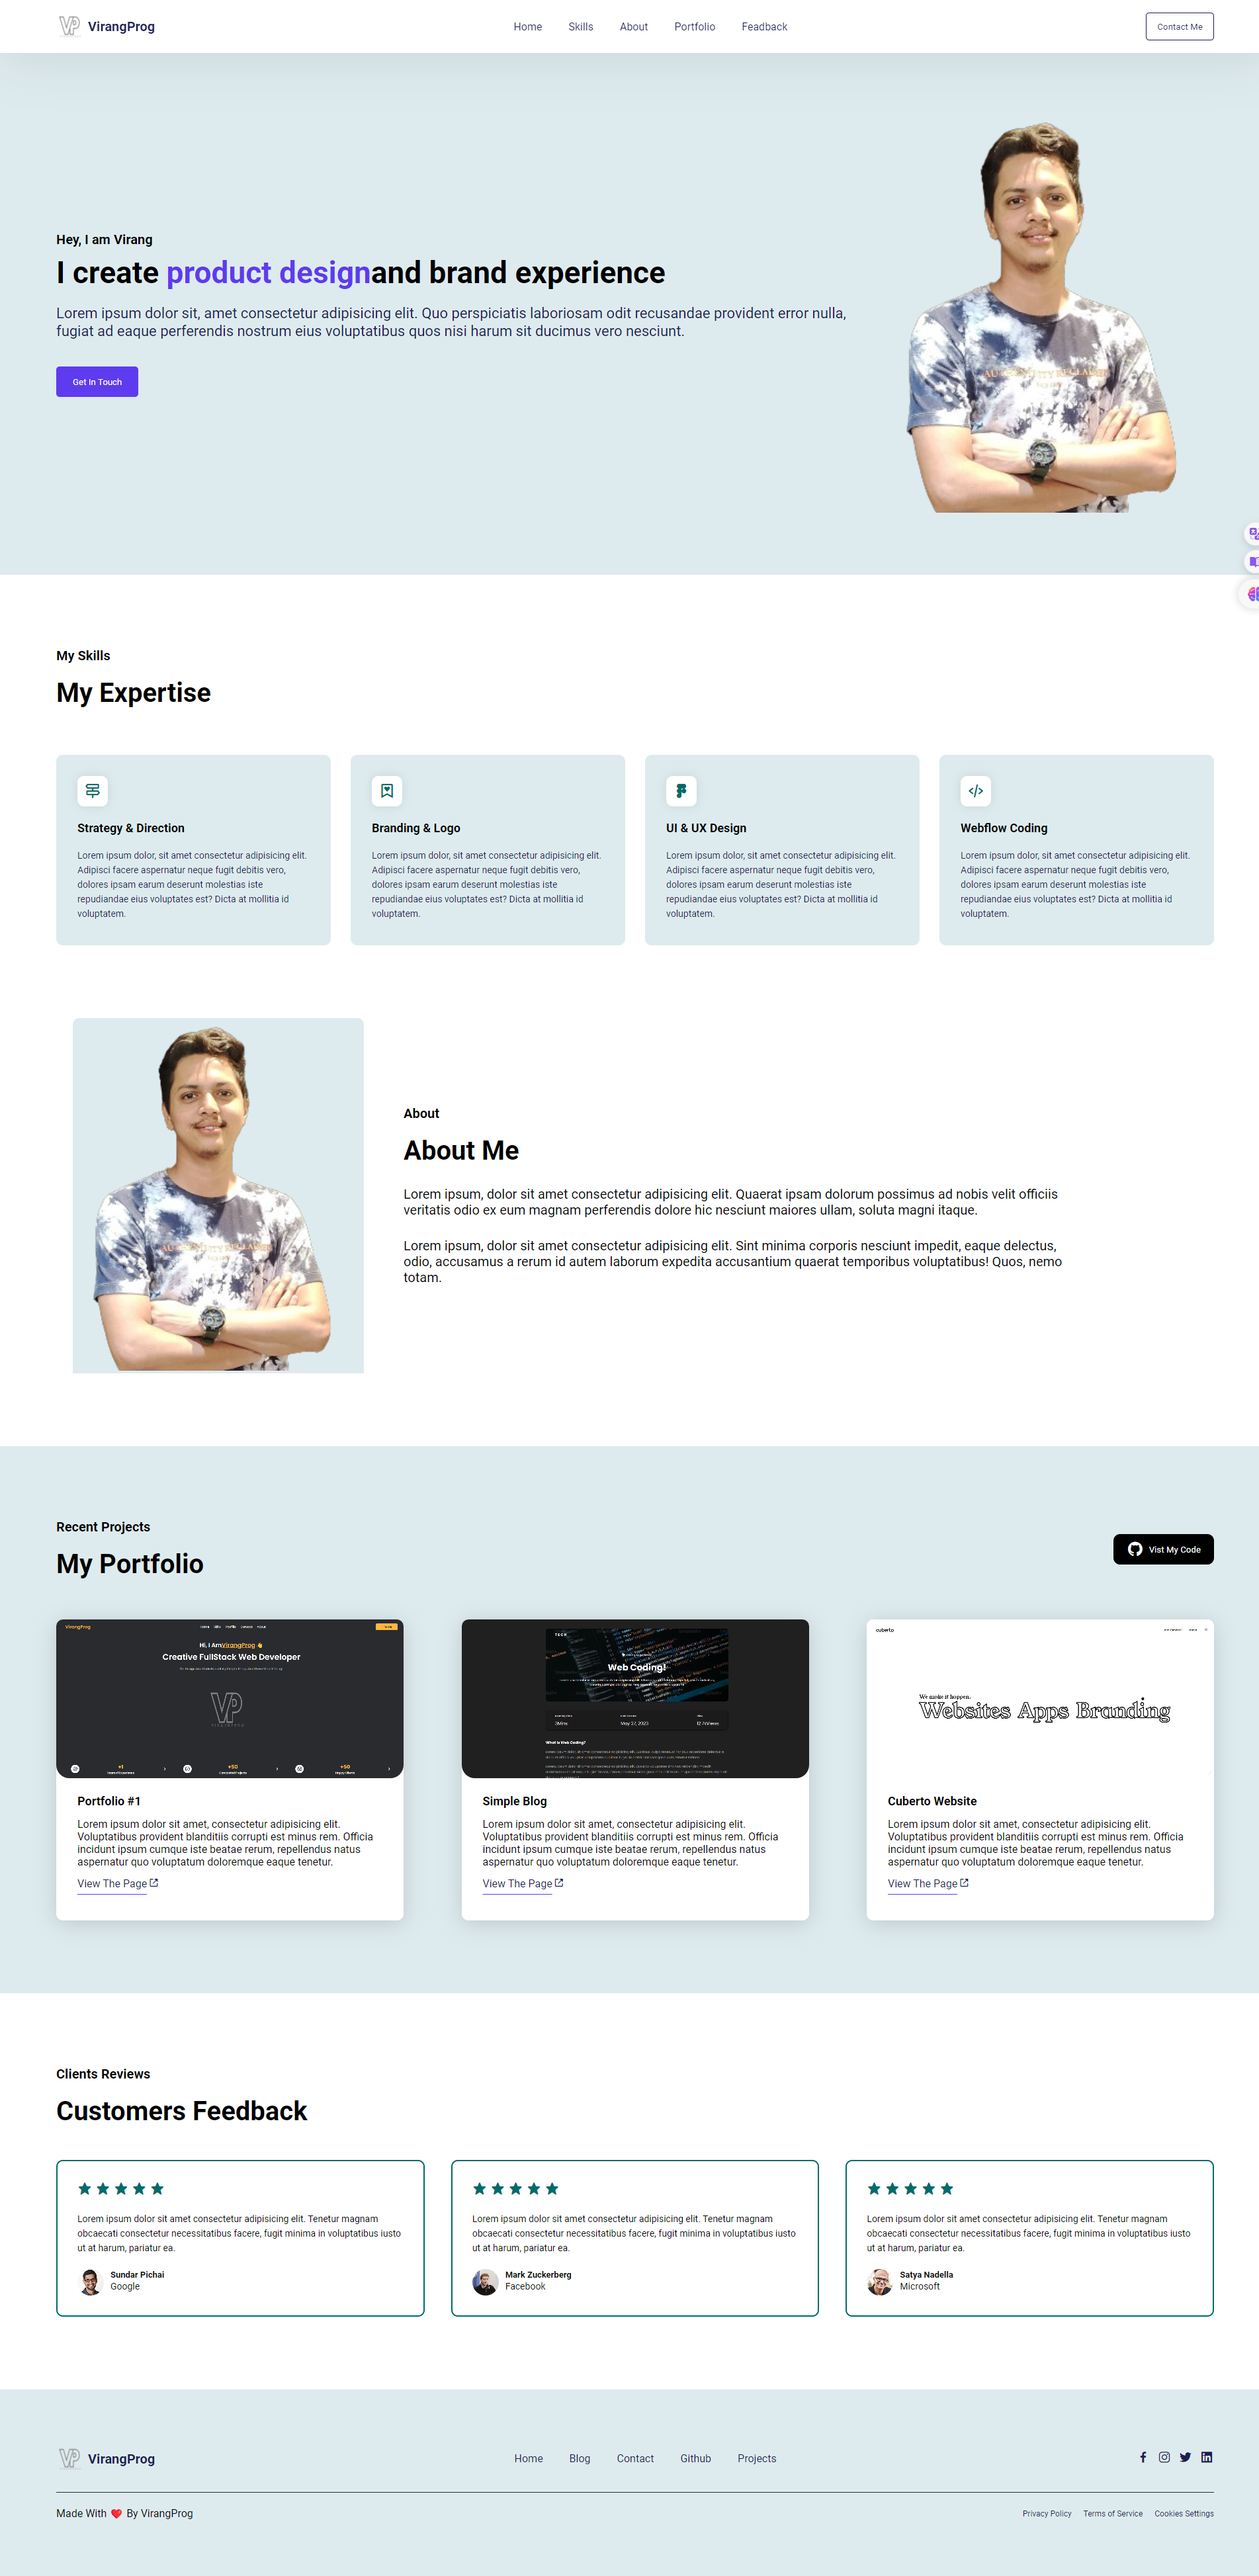 VP VirangProg
Home Skills About Portfolio Feadback
Contact Me
Hey, I am Virang
I create product designand brand experience
Lorem ipsum dolor sit, amet consectetur adipisicing elit. Quo perspiciatis laboriosam odit recusandae provident error nulla,
fugiat ad eaque perferendis nostrum eius voluptatibus quos nisi harum sit ducimus vero nesciunt.
Get In Touch
My Skills
My Expertise
Strategy & Direction
Lorem ipsum dolor, sit amet consectetur adipisicing elit.
Adipisci facere aspernatur neque fugit debitis vero,
dolores ipsam earum deserunt molestias iste
repudiandae eius voluptates est? Dicta at mollitia id
voluptatem.
Branding & Logo
Lorem ipsum dolor, sit amet consectetur adipisicing elit.
Adipisci facere aspernatur neque fugit debitis vero,
dolores ipsam earum deserunt molestias iste
repudiandae eius voluptates est? Dicta at mollitia id
voluptatem.
UI & UX Design
Lorem ipsum dolor, sit amet consectetur adipisicing elit.
Adipisci facere aspernatur neque fugit debitis vero,
dolores ipsam earum deserunt molestias iste
repudiandae eius voluptates est? Dicta at mollitia id
voluptatem.
Webflow Coding
Lorem ipsum dolor, sit amet consectetur adipisicing elit.
Adipisci facere aspernatur neque fugit debitis vero,
dolores ipsam earum deserunt molestias iste
repudiandae eius voluptates est? Dicta at mollitia id
voluptatem.
About
About Me
Lorem ipsum, dolor sit amet consectetur adipisicing elit. Quaerat ipsam dolorum possimus ad nobis velit officiis
veritatis odio ex eum magnam perferendis dolore hic nesciunt maiores ullam, soluta magni itaque.
Lorem ipsum, dolor sit amet consectetur adipisicing elit. Sint minima corporis nesciunt impedit, eaque delectus,
odio, accusamus a rerum id autem laborum expedita accusantium quaerat temporibus voluptatibus! Quos, nemo
totam.
Recent Projects
My Portfolio
Vist My Code
VirangProg
Hi, I Am VirangProg
Creative FullStack Web Developer
VP
+1
+50
+50
Portfolio #1
Lorem ipsum dolor sit amet, consectetur adipisicing elit.
Voluptatibus provident blanditiis corrupti est minus rem. Officia
incidunt ipsum cumque iste beatae rerum, repellendus natus
aspernatur quo voluptatum doloremque eaque tenetur.
View The Page
TECH
Web Coding!
3Mins
May 22, 2023
What is Web Coding?
Simple Blog
Lorem ipsum dolor sit amet, consectetur adipisicing elit.
Voluptatibus provident blanditiis corrupti est minus rem. Officia
incidunt ipsum cumque iste beatae rerum, repellendus natus
aspernatur quo voluptatum doloremque eaque tenetur.
View The Page
cuberto
We make it happen.
Websites Apps Branding
Cuberto Website
Lorem ipsum dolor sit amet, consectetur adipisicing elit.
Voluptatibus provident blanditiis corrupti est minus rem. Officia
incidunt ipsum cumque iste beatae rerum, repellendus natus
aspernatur quo voluptatum doloremque eaque tenetur.
View The Page
Clients Reviews
Customers Feedback
Lorem ipsum dolor sit amet consectetur adipisicing elit. Tenetur magnam
obcaecati consectetur necessitatibus facere, fugit minima in voluptatibus iusto
ut at harum, pariatur ea.
Sundar Pichai
Google
Lorem ipsum dolor sit amet consectetur adipisicing elit. Tenetur magnam
obcaecati consectetur necessitatibus facere, fugit minima in voluptatibus iusto
ut at harum, pariatur ea.
Mark Zuckerberg
Facebook
Lorem ipsum dolor sit amet consectetur adipisicing elit. Tenetur magnam
obcaecati consectetur necessitatibus facere, fugit minima in voluptatibus iusto
ut at harum, pariatur ea.
Satya Nadella
Microsoft
VP VirangProg
Home Blog Contact Github Projects
Made With ❤️ By VirangProg
Privacy Policy Terms of Service Cookies Settings